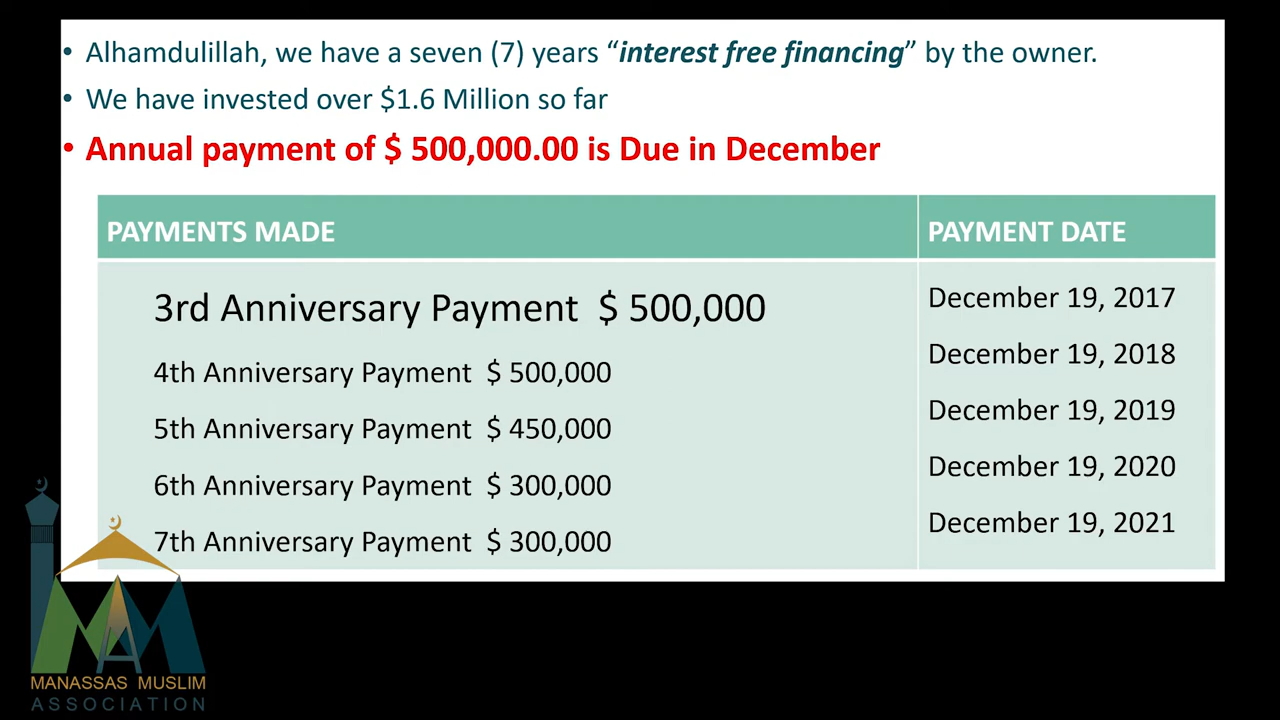 • Alhamdulillah, we have a seven (7) years “interest free financing” by the owner.
• We have invested over $1.6 Million so far
• Annual payment of $ 500,000.00 is Due in December
PAYMENTS MADE PAYMENT DATE
3rd Anniversary Payment $ 500,000 December 19, 2017
4th Anniversary Payment $ 500,000 December 19, 2018
5th Anniversary Payment $ 450,000 December 19, 2019
6th Anniversary Payment $ 300,000 December 19, 2020
7th Anniversary Payment $ 300,000 December 19, 2021
MAM
MANASSAS MUSLIM
ASSOCIATION